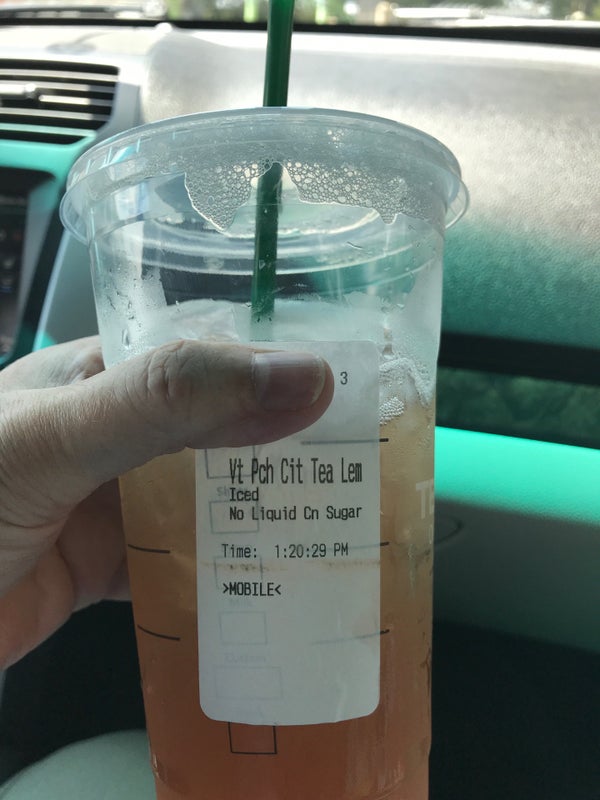 3
Vt Pch Cit Tea Lem
Iced
No Liquid Cn Sugar
Time: 1:20:29 PM
>MOBILE<